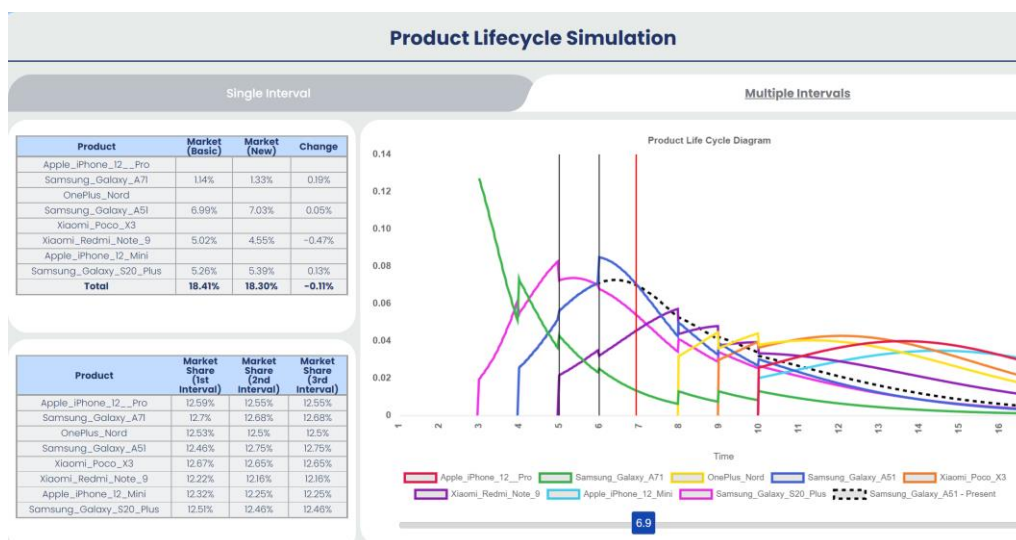 Product Lifecycle Simulation
Single Interval
Multiple Intervals
Product Market (Basic) Market (New) Change
Apple_iPhone_12__Pro
Samsung_Galaxy_A71 1.14% 1.33% 0.19%
OnePlus_Nord
Samsung_Galaxy_A51 6.99% 7.03% 0.05%
Xiaomi_Poco_X3
Xiaomi_Redmi_Note_9 5.02% 4.55% -0.47%
Apple_iPhone_12_Mini
Samsung_Galaxy_S20_Plus 5.26% 5.39% 0.13%
Total 18.41% 18.30% -0.11%
Product Market Share (1st Interval) Market Share (2nd Interval) Market Share (3rd Interval)
Apple_iPhone_12__Pro 12.59% 12.55% 12.55%
Samsung_Galaxy_A71 12.7% 12.68% 12.68%
OnePlus_Nord 12.53% 12.5% 12.5%
Samsung_Galaxy_A51 12.46% 12.75% 12.75%
Xiaomi_Poco_X3 12.67% 12.65% 12.65%
Xiaomi_Redmi_Note_9 12.22% 12.16% 12.16%
Apple_iPhone_12_Mini 12.32% 12.25% 12.25%
Samsung_Galaxy_S20_Plus 12.51% 12.46% 12.46%
Product Life Cycle Diagram
0.14
0.12
0.10
0.08
0.06
0.04
0.02
0
1 2 3 4 5 6 7 8 9 10 11 12 13 14 15 16
Time
Apple_iPhone_12__Pro Samsung_Galaxy_A71 OnePlus_Nord Samsung_Galaxy_A51 Xiaomi_Poco_X3
Xiaomi_Redmi_Note_9 Apple_iPhone_12_Mini Samsung_Galaxy_S20_Plus Samsung_Galaxy_A51 - Present
6.9